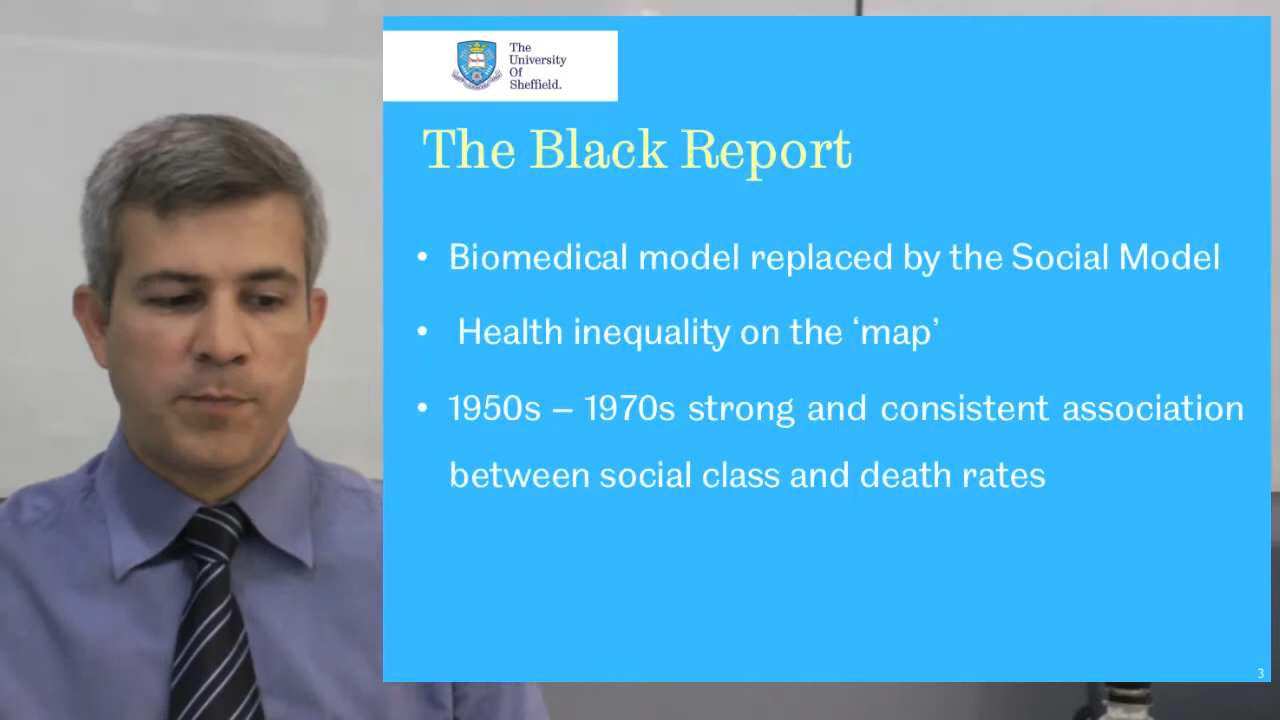 The
University
Of
Sheffield.
The Black Report
• Biomedical model replaced by the Social Model
• Health inequality on the ‘map’
• 1950s – 1970s strong and consistent association
between social class and death rates
3